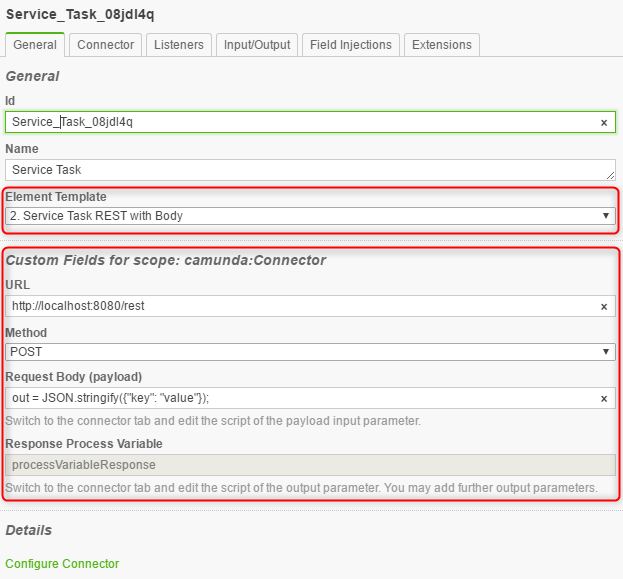 Service_Task_08jdl4q
General Connector Listeners Input/Output Field Injections Extensions
General
Id
Service_Task_08jdl4q x
Name
Service Task
Element Template
2. Service Task REST with Body
Custom Fields for scope: camunda:Connector
URL
http://localhost:8080/rest x
Method
POST
Request Body (payload)
out = JSON.stringify({"key": "value"}); x
Switch to the connector tab and edit the script of the payload input parameter.
Response Process Variable
processVariableResponse
Switch to the connector tab and edit the script of the output parameter. You may add further output parameters.
Details
Configure Connector